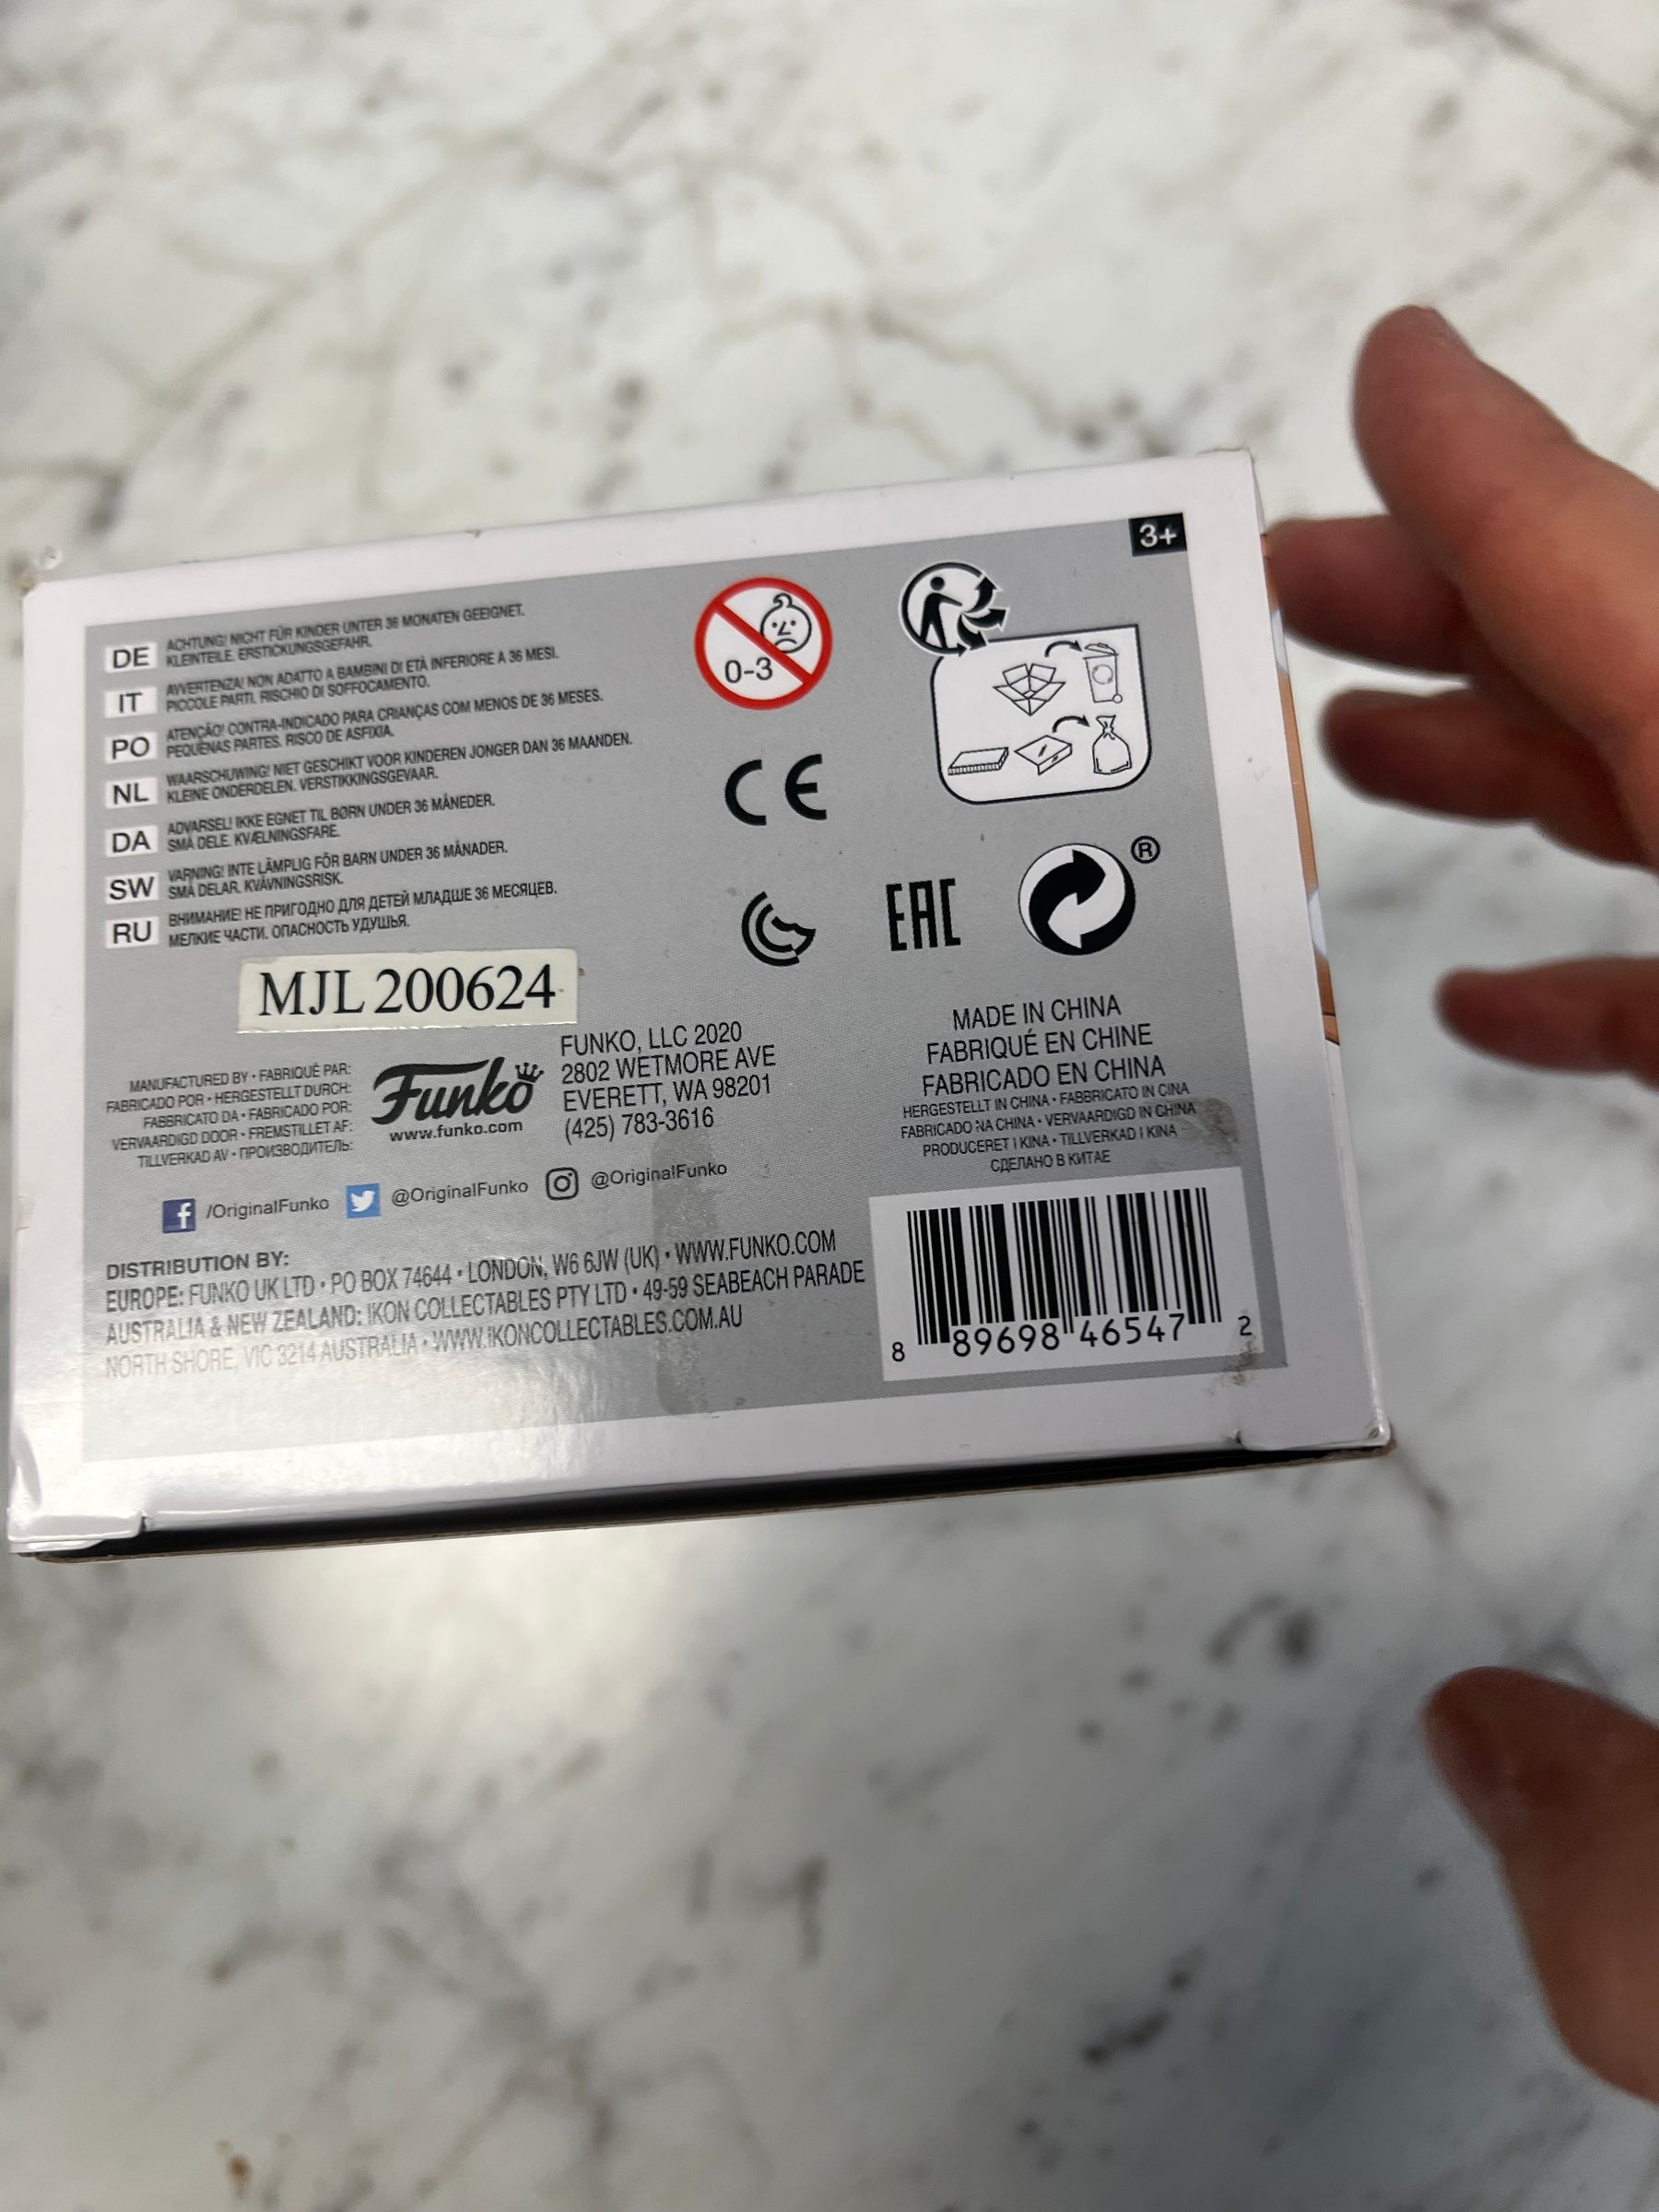 3+
DE ACHTUNG! NICHT FÜR KINDER UNTER 36 MONATEN GEEIGNET.
KLEINTEILE. ERSTICKUNGSGEFAHR.
IT AVVERTENZA! NON ADATTO A BAMBINI DI ETÀ INFERIORE A 36 MESI.
PICCOLE PARTI. RISCHIO DI SOFFOCAMENTO.
PO ATENÇÃO! CONTRA-INDICADO PARA CRIANÇAS COM MENOS DE 36 MESES.
PEQUENAS PARTES. RISCO DE ASFIXIA.
NL WAARSCHUWING! NIET GESCHIKT VOOR KINDEREN JONGER DAN 36 MAANDEN.
KLEINE ONDERDELEN. VERSTIKKINGSGEVAAR.
DA ADVARSEL! IKKE EGNET TIL BØRN UNDER 36 MÅNEDER.
SMÅ DELE. KVÆLNINGSFARE.
SW VARNING! INTE LÄMPLIG FÖR BARN UNDER 36 MÅNADER.
SMÅ DELAR. KVÄVNINGSRISK.
RU ВНИМАНИЕ! НЕ ПРИГОДНО ДЛЯ ДЕТЕЙ МЛАДШЕ 36 МЕСЯЦЕВ.
МЕЛКИЕ ЧАСТИ. ОПАСНОСТЬ УДУШЬЯ.
0-3
CE
EAC
®
MJL 200624
MANUFACTURED BY • FABRIQUÉ PAR:
FABRICADO POR • HERGESTELLT DURCH:
FABBRICATO DA • FABRICADO POR:
VERVAARDIGD DOOR • FREMSTILLET AF:
TILLVERKAD AV • ПРОИЗВОДИТЕЛЬ:
Funko
www.funko.com
FUNKO, LLC 2020
2802 WETMORE AVE
EVERETT, WA 98201
(425) 783-3616
MADE IN CHINA
FABRIQUÉ EN CHINE
FABRICADO EN CHINA
HERGESTELLT IN CHINA • FABBRICATO IN CINA
FABRICADO NA CHINA • VERVAARDIGD IN CHINA
PRODUCERET I KINA • TILLVERKAD I KINA
СДЕЛАНО В КИТАЕ
/OriginalFunko @OriginalFunko @OriginalFunko
DISTRIBUTION BY:
EUROPE: FUNKO UK LTD • PO BOX 74644 • LONDON, W6 6JW (UK) • WWW.FUNKO.COM
AUSTRALIA & NEW ZEALAND: IKON COLLECTABLES PTY LTD • 49-59 SEABEACH PARADE
NORTH SHORE, VIC 3214 AUSTRALIA • WWW.IKONCOLLECTABLES.COM.AU
8 89698 46547 2